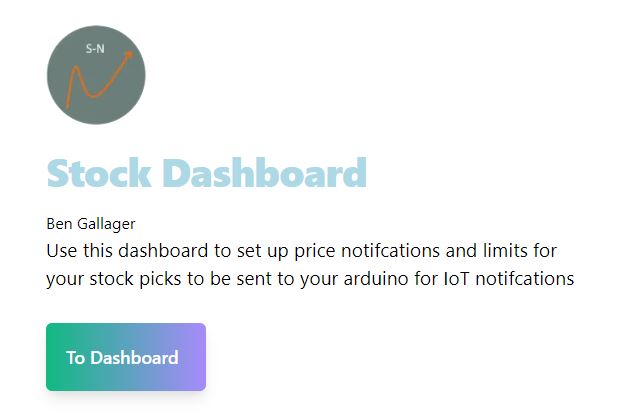 S-N
Stock Dashboard
Ben Gallager
Use this dashboard to set up price notifcations and limits for
your stock picks to be sent to your arduino for IoT notifcations
To Dashboard